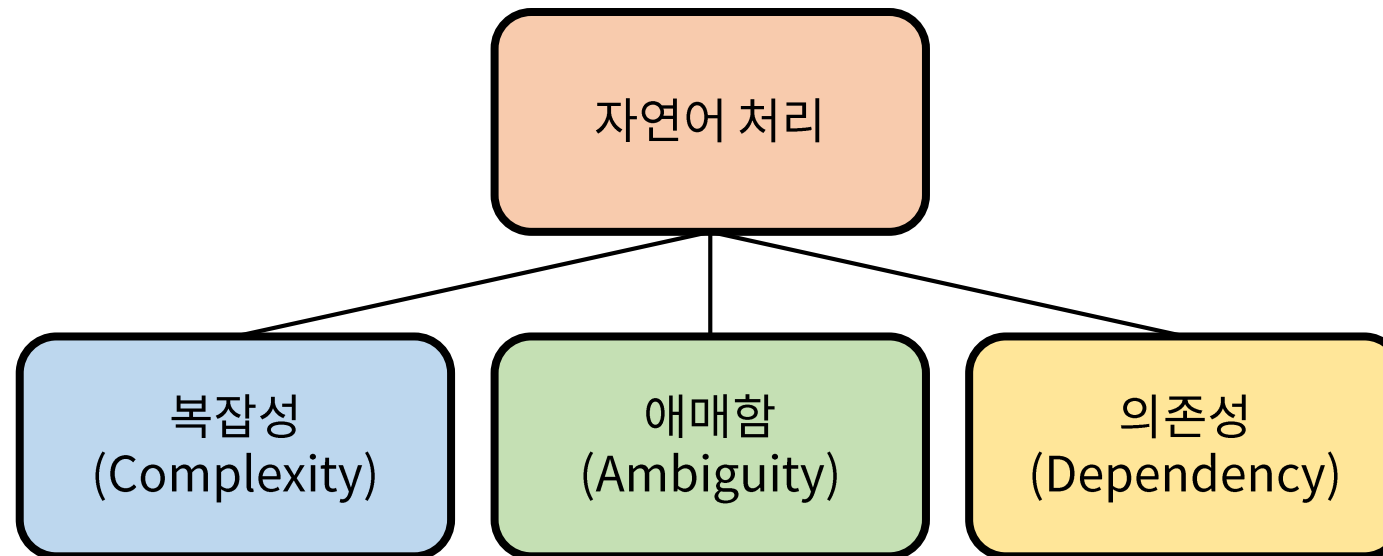 자연어 처리
복잡성
(Complexity)
애매함
(Ambiguity)
의존성
(Dependency)